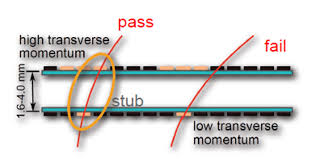 pass
high transverse
momentum
fail
1.6-4.0 mm
stub
low transverse
momentum